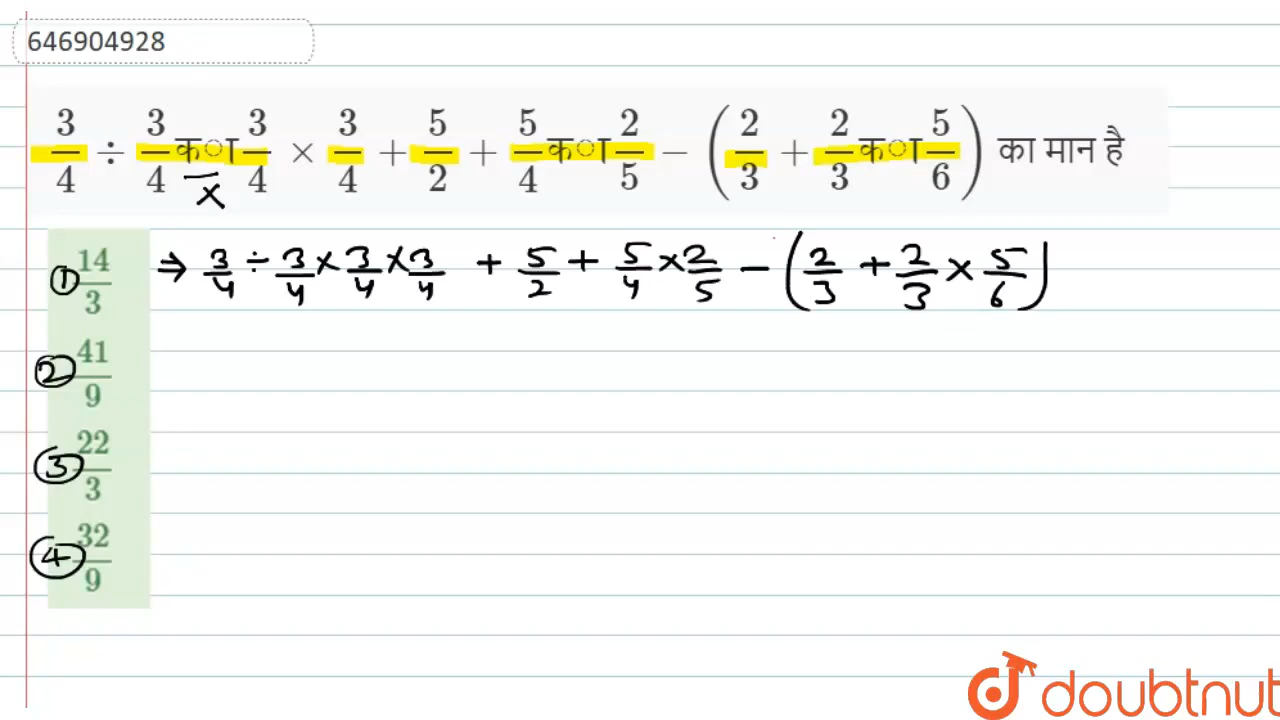 646904928
3/4 ÷ 3/4 का 3/4 × 3/4 + 5/2 + 5/4 का 2/5 − (2/3 + 2/3 का 5/6) का मान है
x
① 14/3 ⇒ 3/4 ÷ 3/4 × 3/4 × 3/4 + 5/2 + 5/4 × 2/5 − (2/3 + 2/3 × 5/6)
② 41/9
③ 22/3
④ 32/9
doubtnut